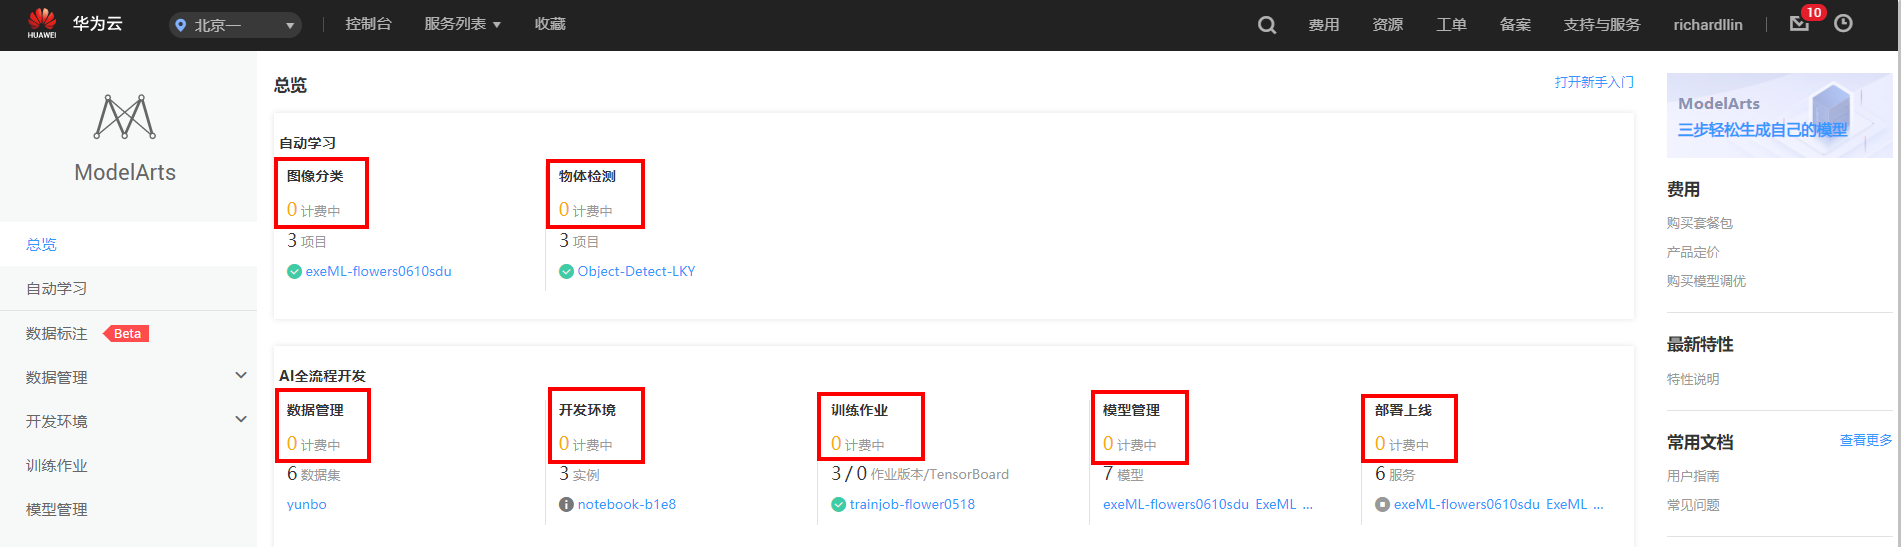 HUAWEI
华为云
北京一
控制台
服务列表
收藏
费用
资源
工单
备案
支持与服务
richardllin
10
ModelArts
总览
自动学习
数据标注 Beta
数据管理
开发环境
训练作业
模型管理
总览
打开新手入门
自动学习
图像分类
0 计费中
3 项目
exeML-flowers0610sdu
物体检测
0 计费中
3 项目
Object-Detect-LKY
AI全流程开发
数据管理
0 计费中
6 数据集
yunbo
开发环境
0 计费中
3 实例
notebook-b1e8
训练作业
0 计费中
3 / 0 作业版本/TensorBoard
trainjob-flower0518
模型管理
0 计费中
7 模型
exeML-flowers0610sdu ExeML ...
部署上线
0 计费中
6 服务
exeML-flowers0610sdu ExeML ...
ModelArts
三步轻松生成自己的模型
费用
购买套餐包
产品定价
购买模型调优
最新特性
特性说明
常用文档
查看更多
用户指南
常见问题